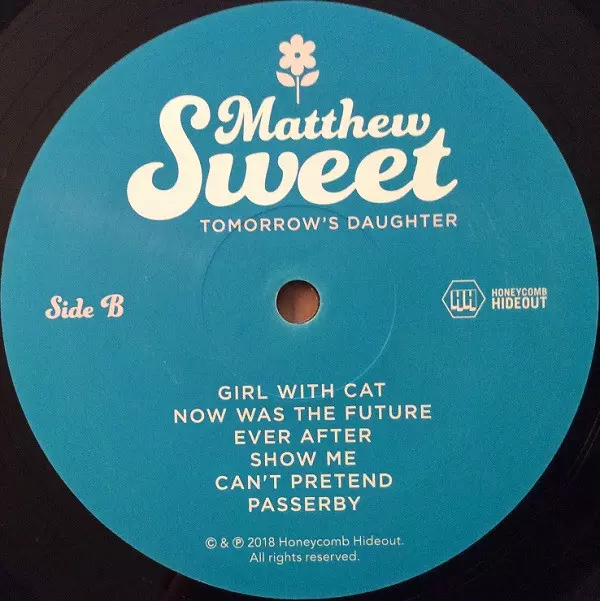 Matthew
Sweet
TOMORROW'S DAUGHTER
Side B
HH HONEYCOMB
HIDEOUT
GIRL WITH CAT
NOW WAS THE FUTURE
EVER AFTER
SHOW ME
CAN'T PRETEND
PASSERBY
© & ℗ 2018 Honeycomb Hideout.
All rights reserved.